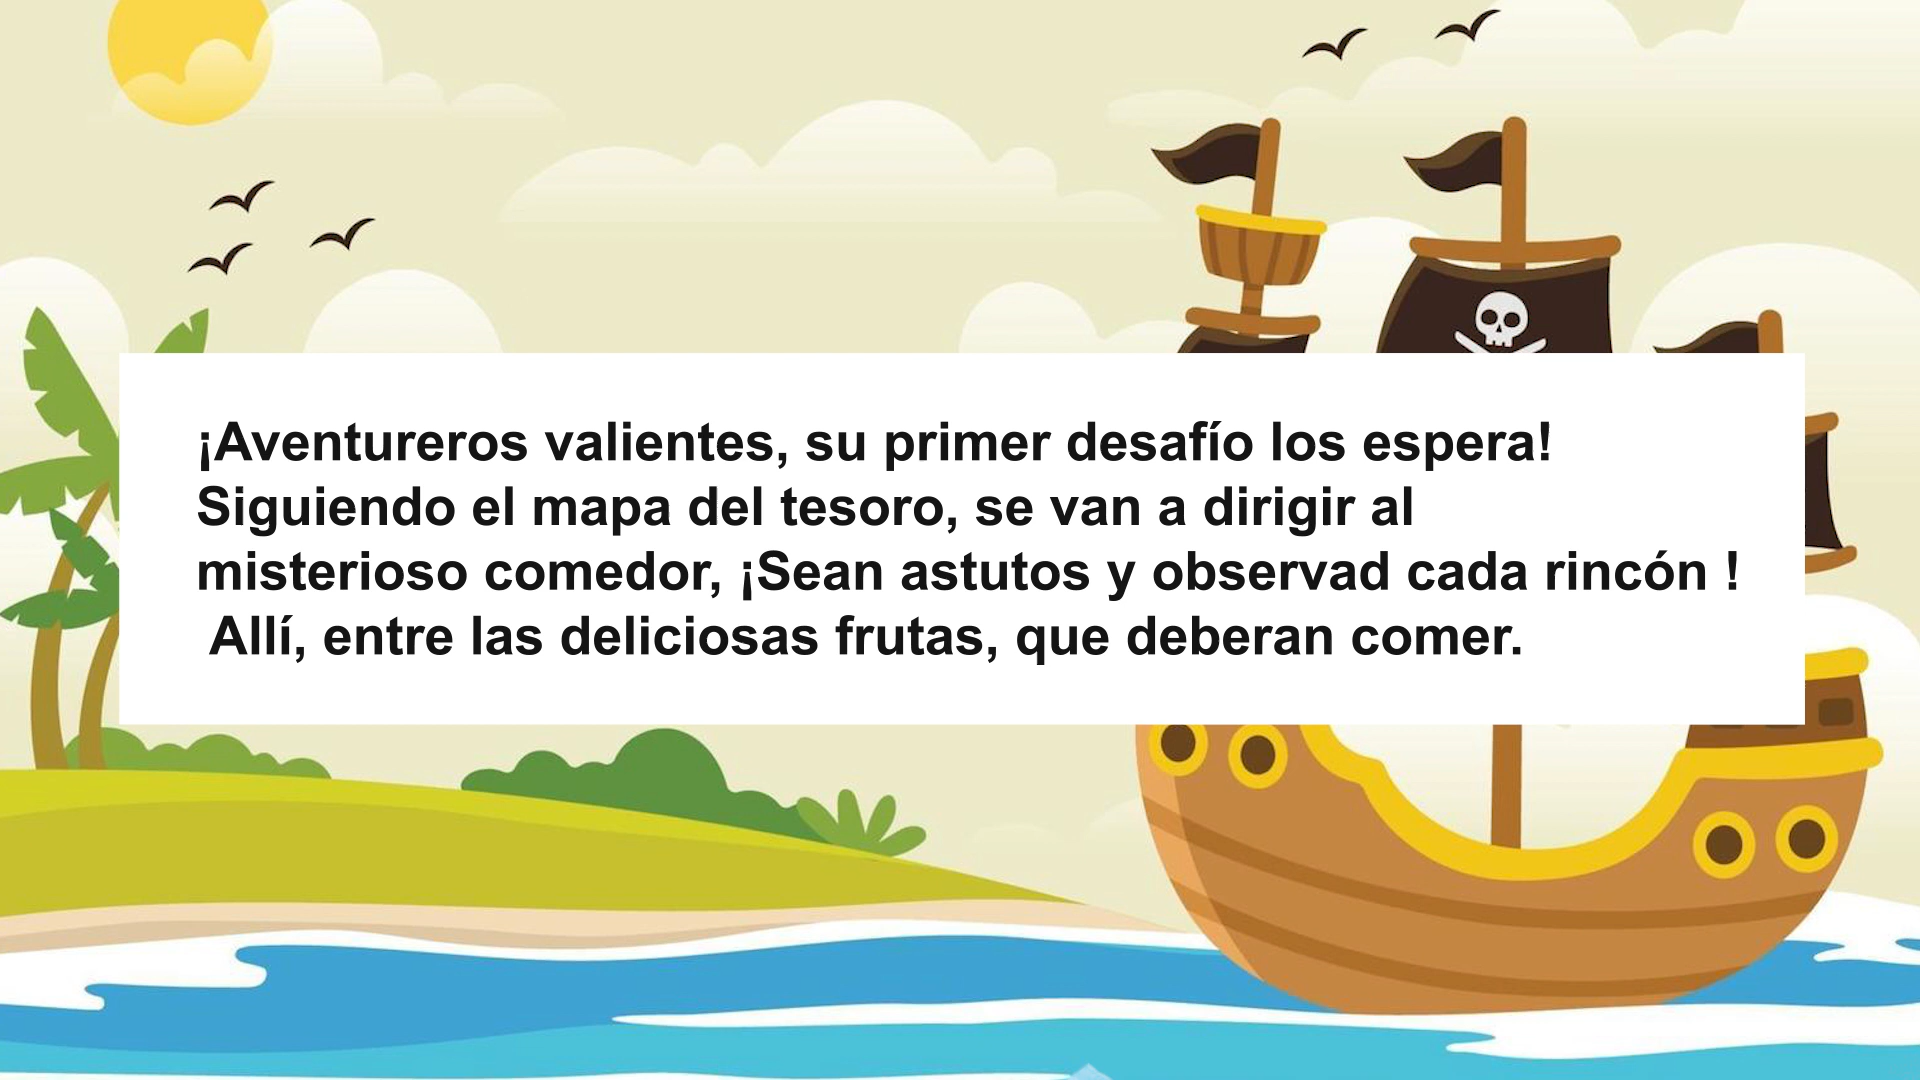 ¡Aventureros valientes, su primer desafío los espera!
Siguiendo el mapa del tesoro, se van a dirigir al
misterioso comedor, ¡Sean astutos y observad cada rincón !
Allí, entre las deliciosas frutas, que deberan comer.